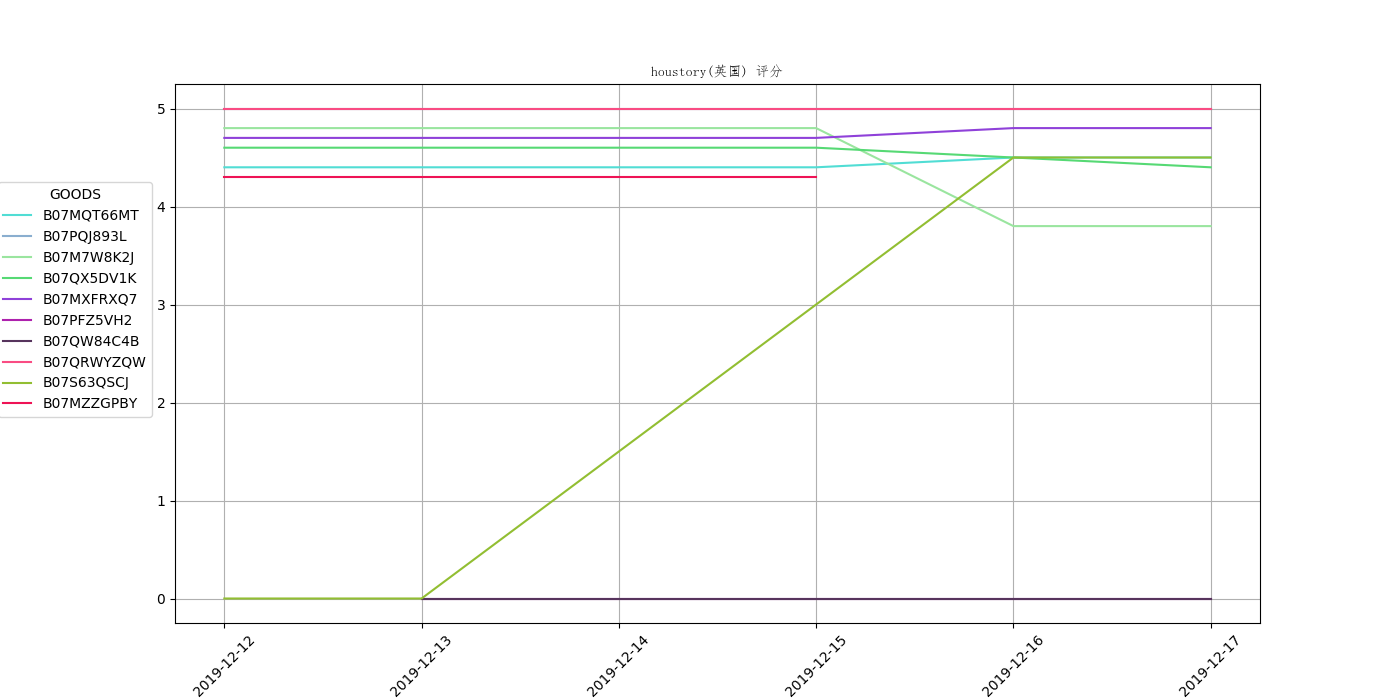 houstory(英国) 评分
GOODS
B07MQT66MT
B07PQJ893L
B07M7W8K2J
B07QX5DV1K
B07MXFRXQ7
B07PFZ5VH2
B07QW84C4B
B07QRWYZQW
B07S63QSCJ
B07MZZGPBY
5
4
3
2
1
0
2019-12-12
2019-12-13
2019-12-14
2019-12-15
2019-12-16
2019-12-17